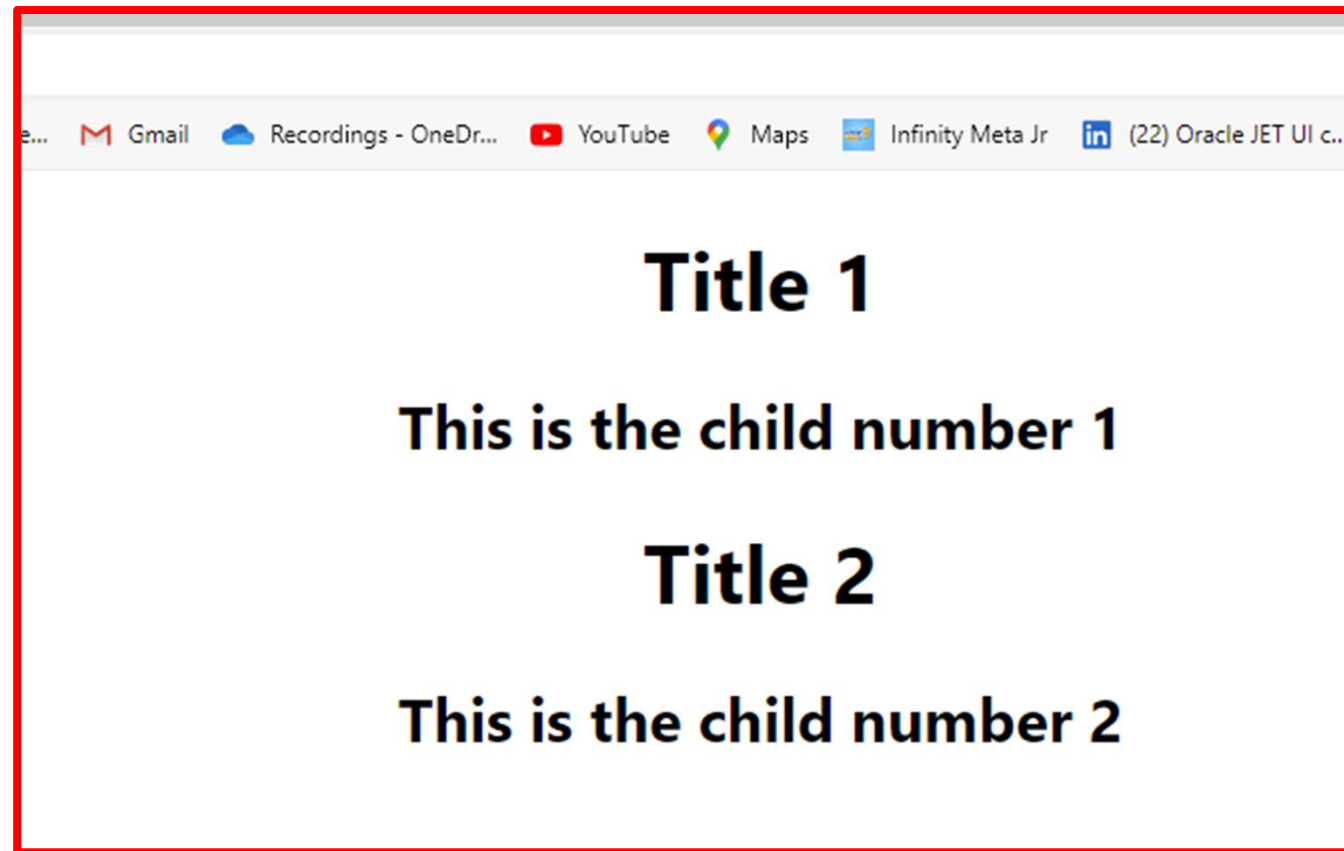 e... Gmail Recordings - OneDr... YouTube Maps Infinity Meta Jr (22) Oracle JET UI c...
Title 1
This is the child number 1
Title 2
This is the child number 2